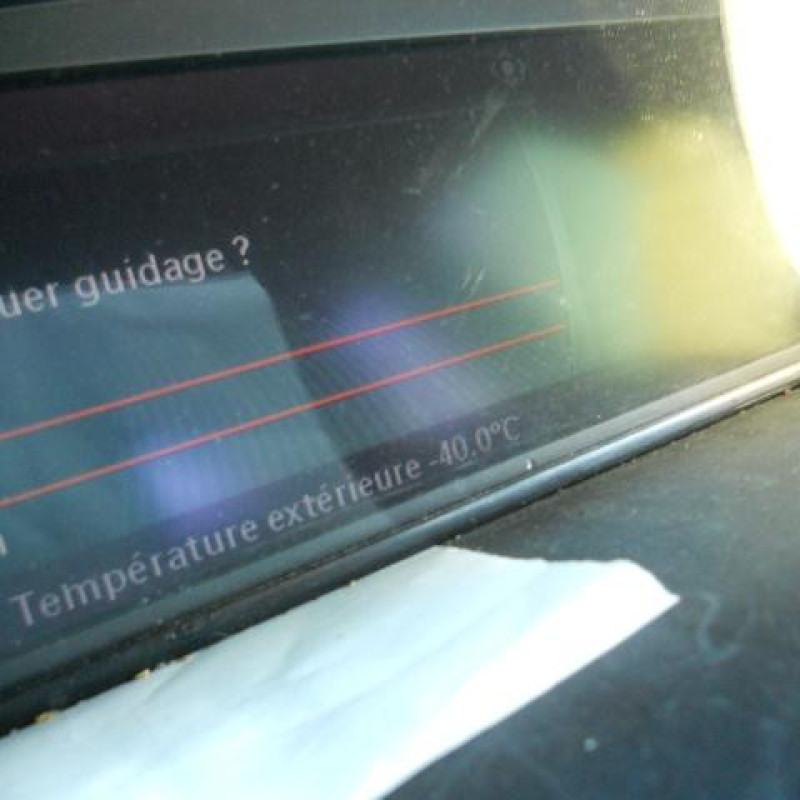 uer guidage ?
Température extérieure -40.0°C